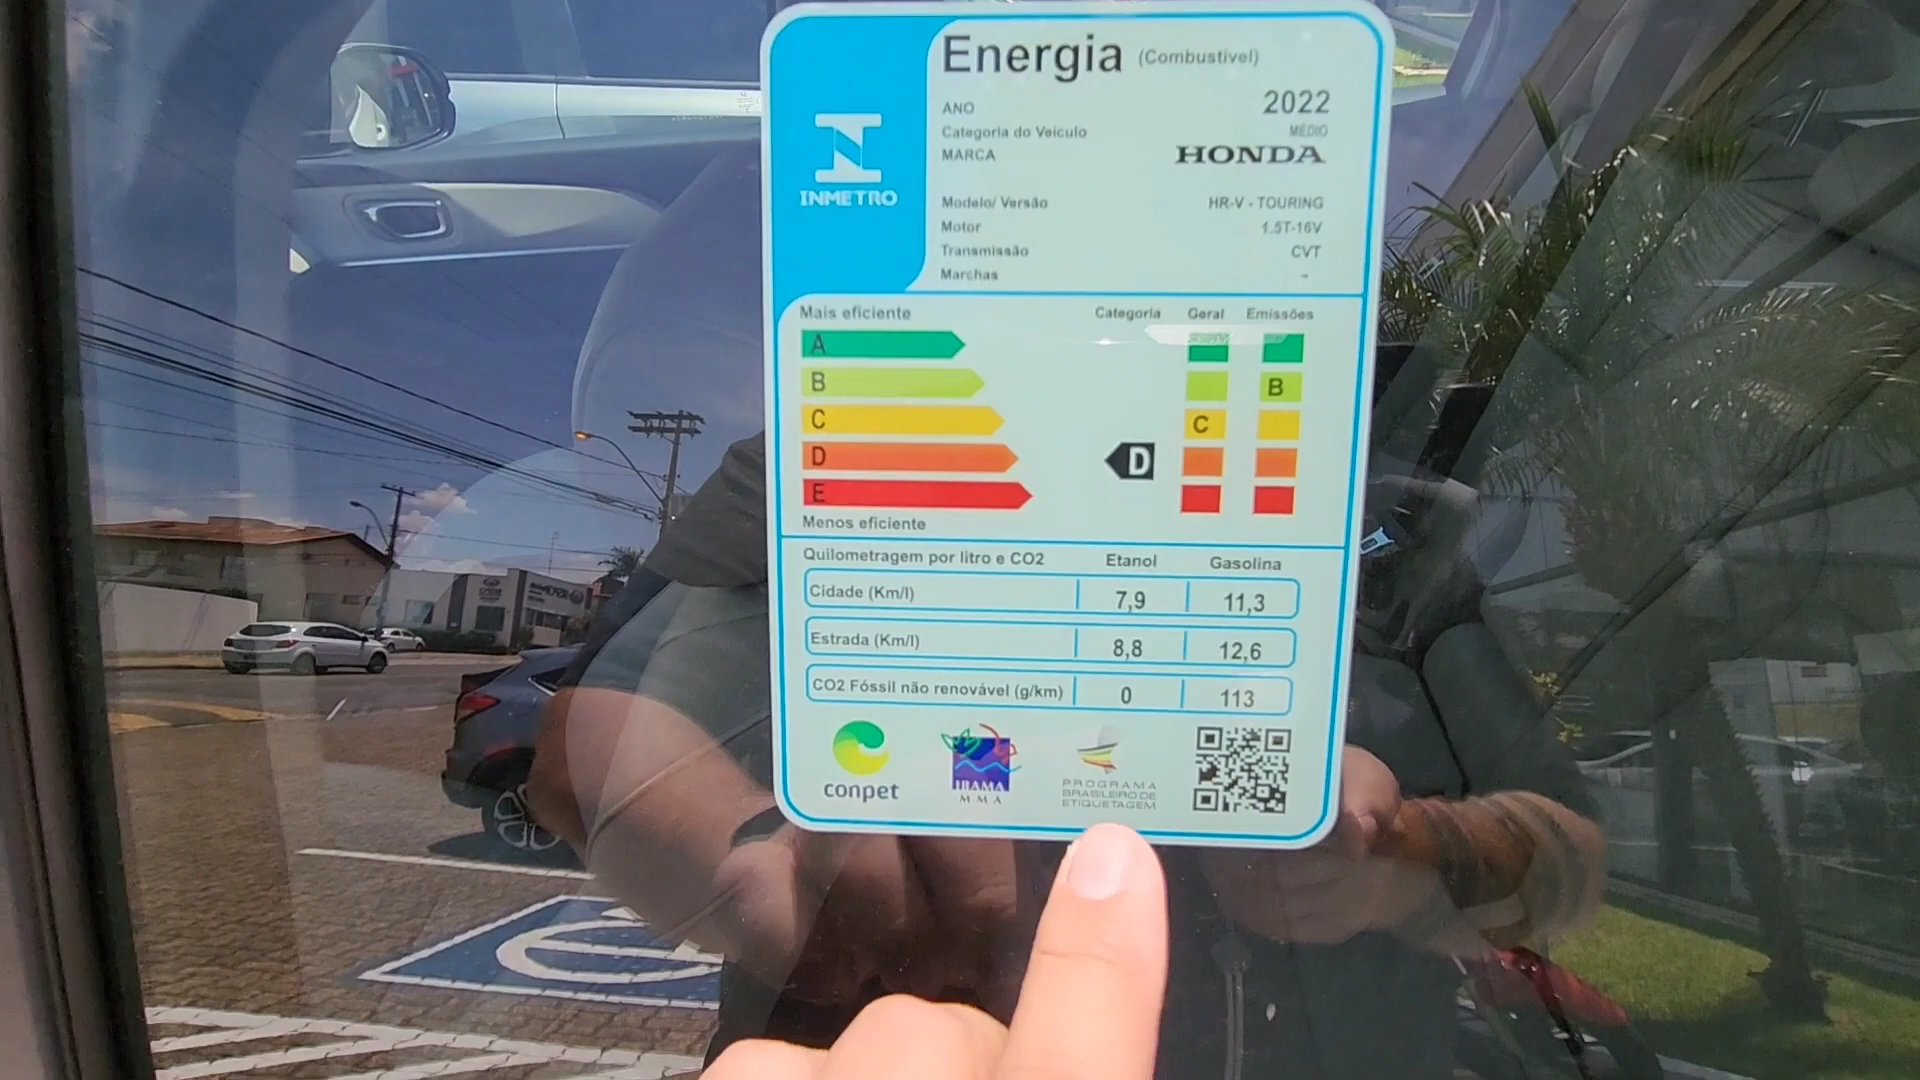 Energia (Combustível)
ANO 2022
Categoria do Veículo MÉDIO
MARCA HONDA
INMETRO
Modelo/ Versão HR-V - TOURING
Motor 1.5T-16V
Transmissão CVT
Marchas -
Mais eficiente Categoria Geral Emissões
A
B B
C C
D D
E
Menos eficiente
Quilometragem por litro e CO2 Etanol Gasolina
Cidade (Km/l) 7,9 11,3
Estrada (Km/l) 8,8 12,6
CO2 Fóssil não renovável (g/km) 0 113
conpet
IBAMA
MMA
PROGRAMA
BRASILEIRO DE
ETIQUETAGEM